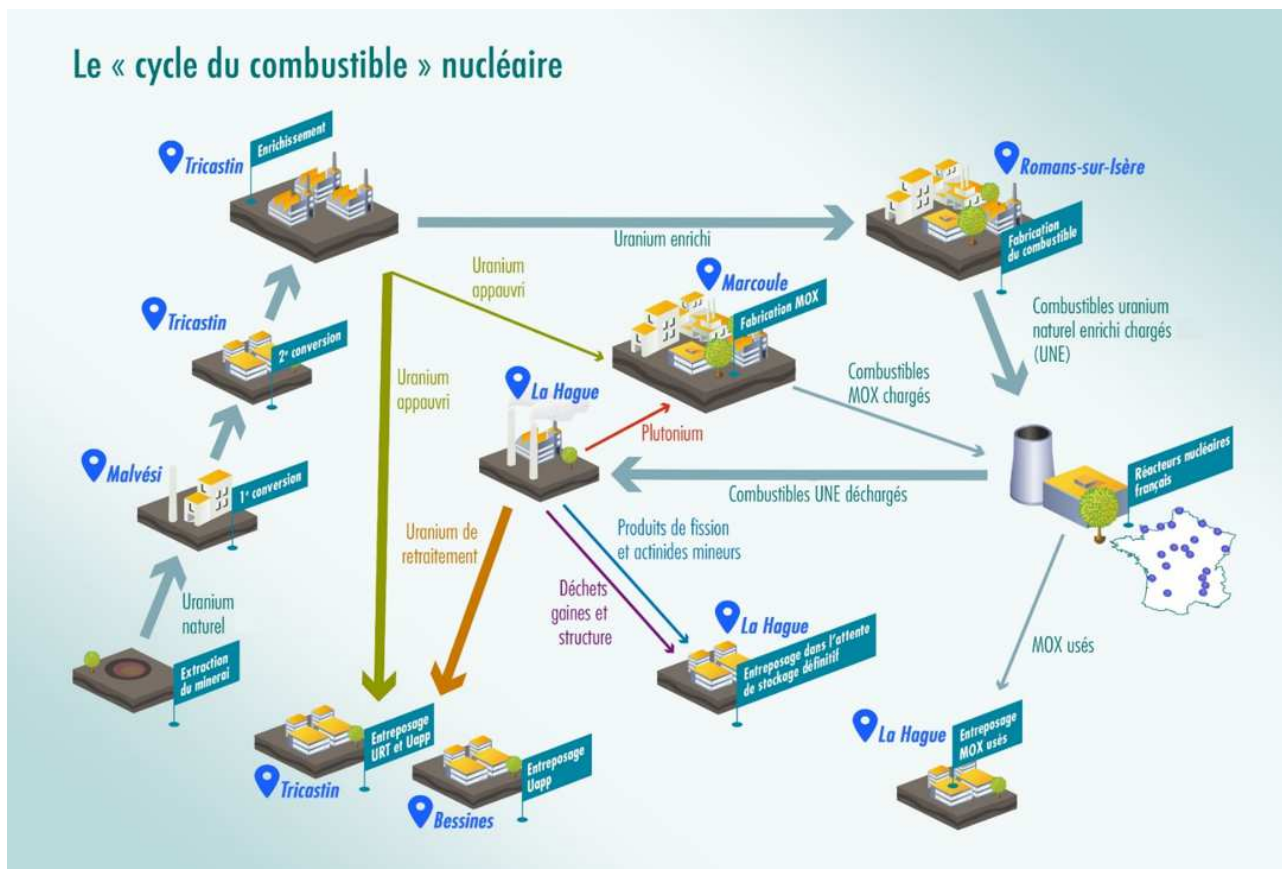 Le « cycle du combustible » nucléaire
Tricastin
Enrichissement
Romans-sur-Isère
Fabrication
du combustible
Uranium enrichi
Uranium
appauvri
Marcoule
Fabrication MOX
Tricastin
2e conversion
Combustibles uranium
naturel enrichi chargés
(UNE)
Uranium
appauvri
La Hague
Combustibles
MOX chargés
Plutonium
Malvési
1e conversion
Combustibles UNE déchargés
Réacteurs nucléaires
français
Uranium de
retraitement
Produits de fission
et actinides mineurs
Déchets
gaines et
structure
Uranium
naturel
Extraction
du minerai
La Hague
Entreposage dans l'attente
de stockage définitif
MOX usés
Entreposage
URT et Uapp
Tricastin
Entreposage
Uapp
Bessines
La Hague
Entreposage
MOX usés